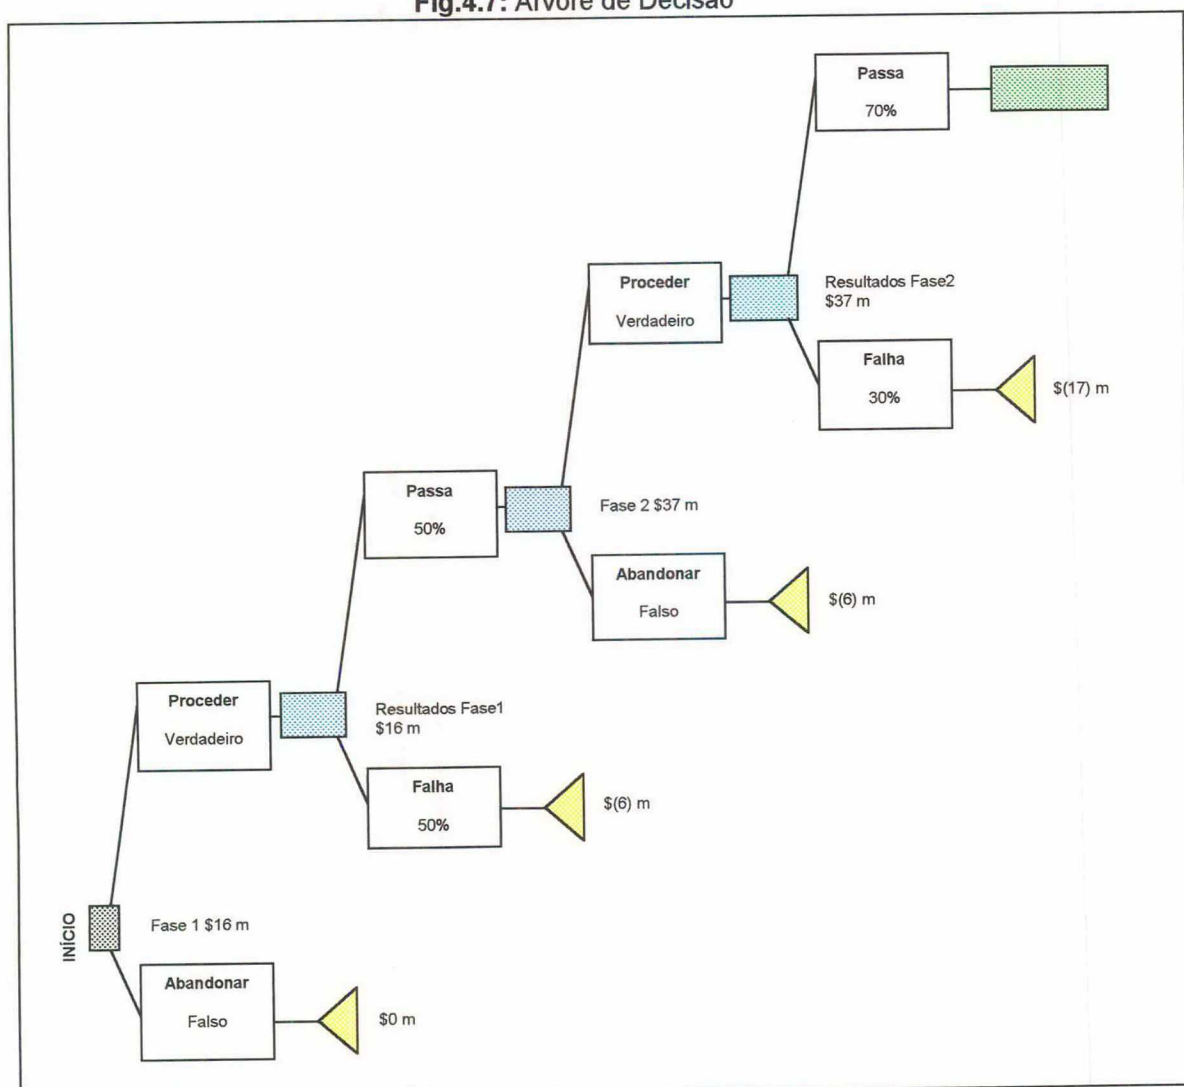 Fig.4.7: Árvore de Decisão
Passa
70%
Proceder
Verdadeiro
Resultados Fase2
$37 m
Falha
30%
$(17) m
Passa
50%
Fase 2 $37 m
Abandonar
Falso
$(6) m
Proceder
Verdadeiro
Resultados Fase1
$16 m
Falha
50%
$(6) m
INÍCIO
Fase 1 $16 m
Abandonar
Falso
$0 m